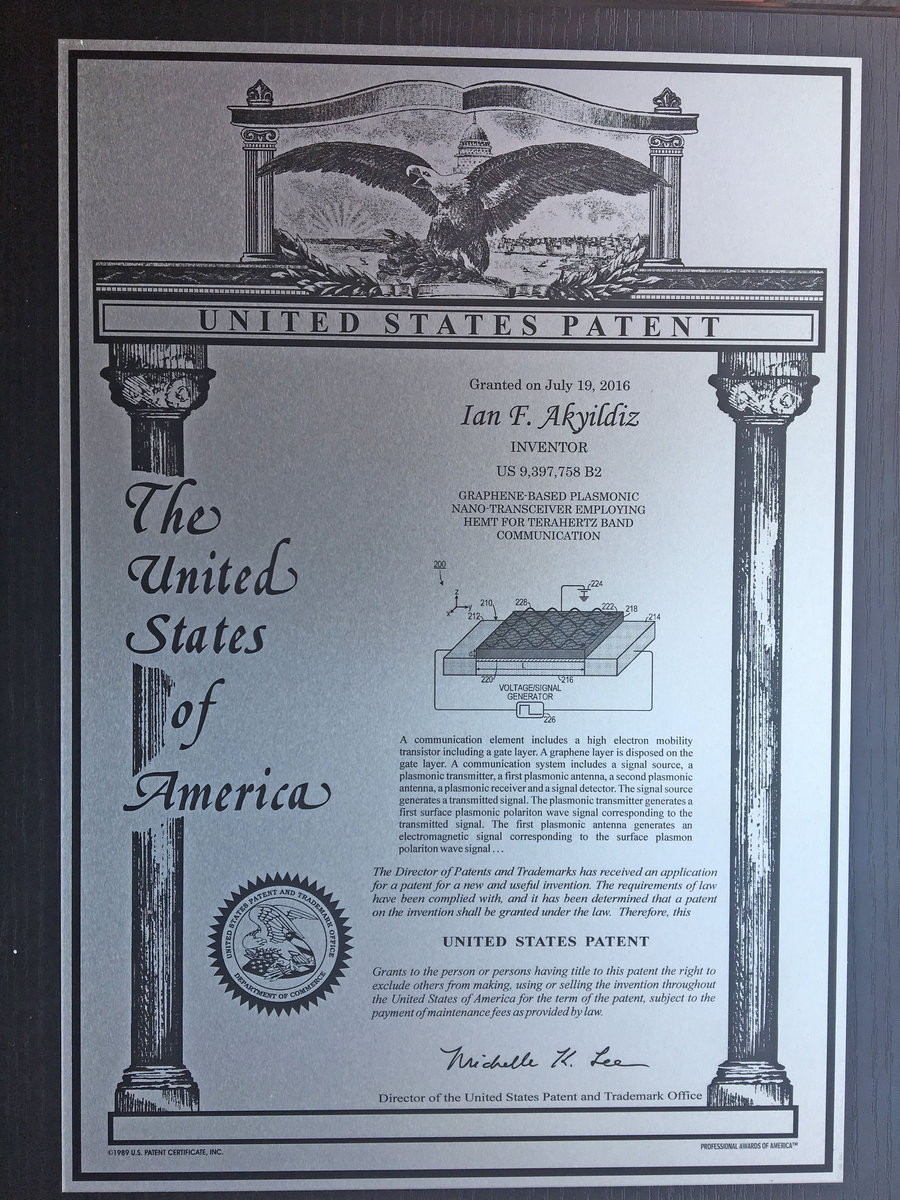 UNITED STATES PATENT
Granted on July 19, 2016
Ian F. Akyildiz
INVENTOR
US 9,397,758 B2
GRAPHENE-BASED PLASMONIC
NANO-TRANSCEIVER EMPLOYING
HEMT FOR TERAHERTZ BAND
COMMUNICATION
The
United
States
of
America
200
z
y
x
224
210
228
222
218
212
214
L
220
216
VOLTAGE/SIGNAL
GENERATOR
226
A communication element includes a high electron mobility
transistor including a gate layer. A graphene layer is disposed on the
gate layer. A communication system includes a signal source, a
plasmonic transmitter, a first plasmonic antenna, a second plasmonic
antenna, a plasmonic receiver and a signal detector. The signal source
generates a transmitted signal. The plasmonic transmitter generates a
first surface plasmonic polariton wave signal corresponding to the
transmitted signal. The first plasmonic antenna generates an
electromagnetic signal corresponding to the surface plasmon
polariton wave signal . . .
The Director of Patents and Trademarks has received an application
for a patent for a new and useful invention. The requirements of law
have been complied with, and it has been determined that a patent
on the invention shall be granted under the law. Therefore, this
UNITED STATES PATENT
Grants to the person or persons having title to this patent the right to
exclude others from making, using or selling the invention throughout
the United States of America for the term of the patent, subject to the
payment of maintenance fees as provided by law.
UNITED STATES PATENT AND TRADEMARK OFFICE
DEPARTMENT OF COMMERCE
Michelle K. Lee
Director of the United States Patent and Trademark Office
©1989 U.S. PATENT CERTIFICATE, INC.
PROFESSIONAL AWARDS OF AMERICA™